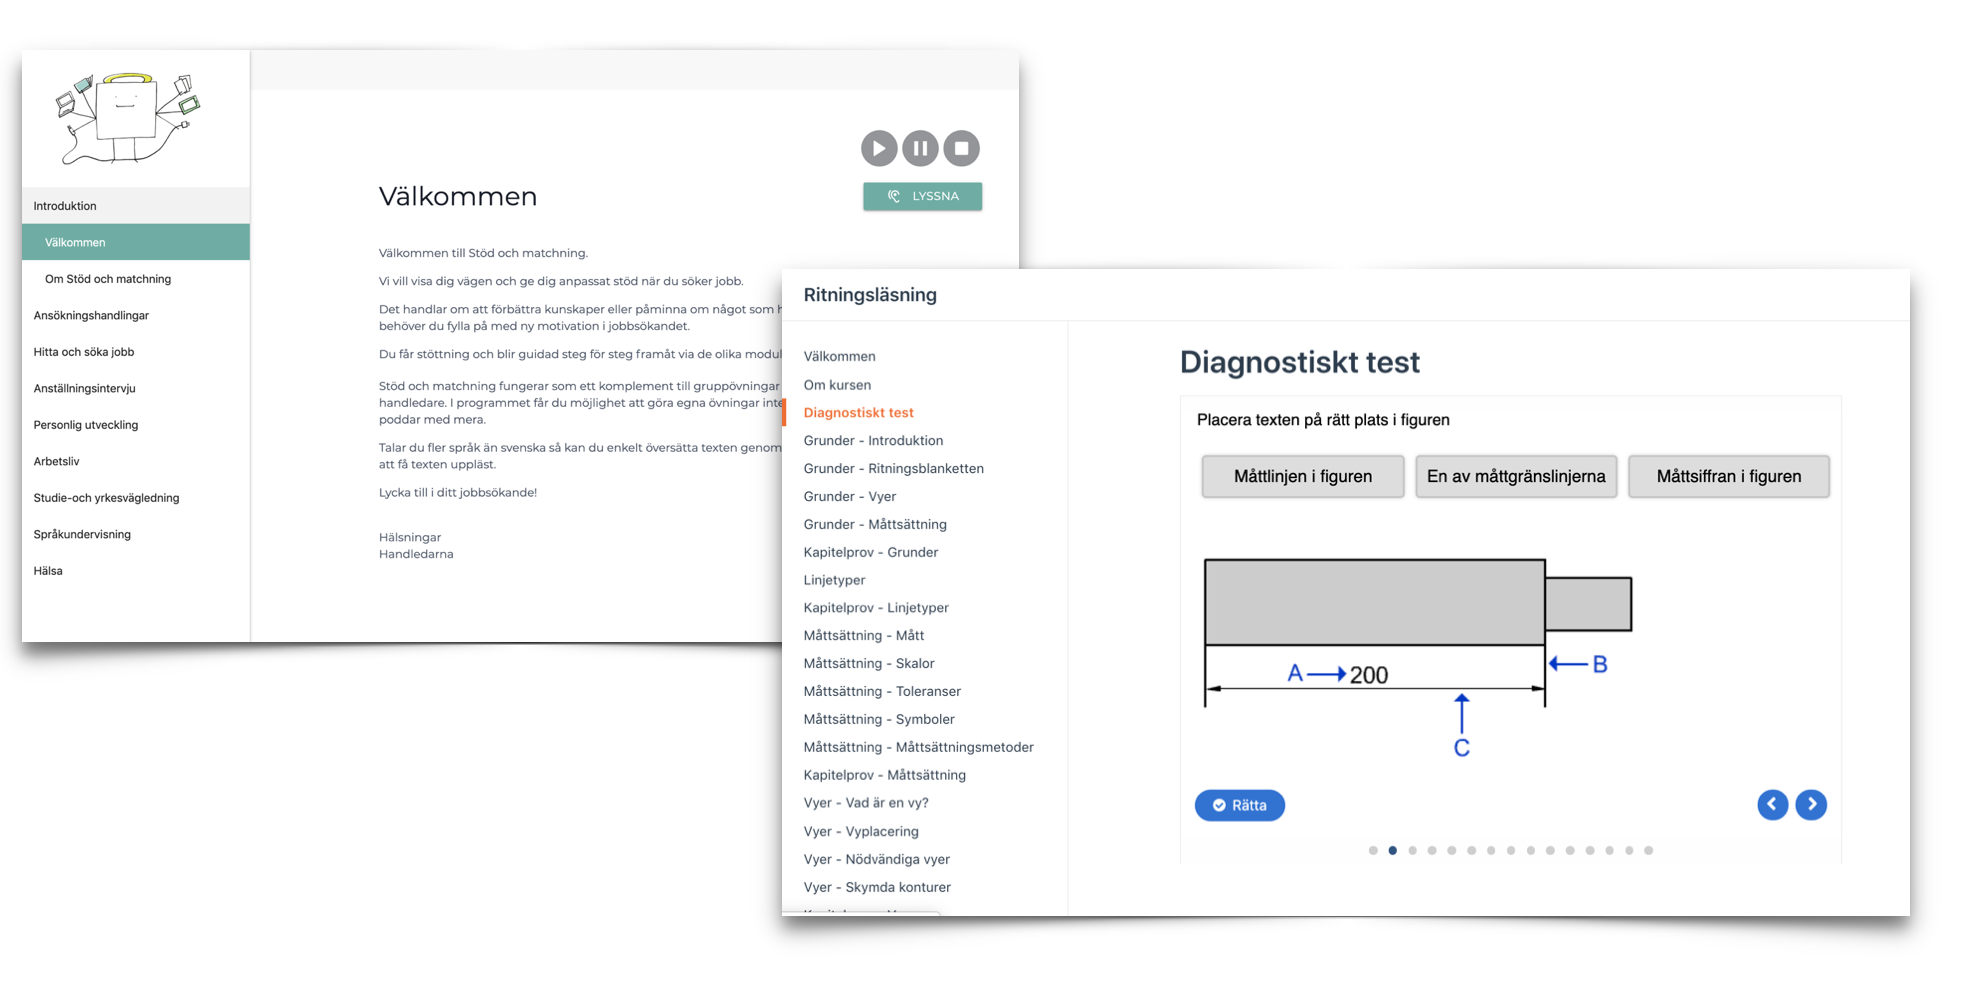 Introduktion
Välkommen
Om Stöd och matchning
Ansökningshandlingar
Hitta och söka jobb
Anställningsintervju
Personlig utveckling
Arbetsliv
Studie-och yrkesvägledning
Språkundervisning
Hälsa
Välkommen
LYSSNA
Välkommen till Stöd och matchning.
Vi vill visa dig vägen och ge dig anpassat stöd när du söker jobb.
Det handlar om att förbättra kunskaper eller påminna om något som
behöver du fylla på med ny motivation i jobbsökandet.
Du får stöttning och blir guidad steg för steg framåt via de olika
Stöd och matchning fungerar som ett komplement till gruppövningar
handledare. I programmet får du möjlighet att göra egna övningar
poddar med mera.
Talar du fler språk än svenska så kan du enkelt översätta texten genom
att få texten uppläst.
Lycka till i ditt jobbsökande!
Hälsningar
Handledarna
Ritningsläsning
Välkommen
Om kursen
Diagnostiskt test
Grunder - Introduktion
Grunder - Ritningsblanketten
Grunder - Vyer
Grunder - Måttsättning
Kapitelprov - Grunder
Linjetyper
Kapitelprov - Linjetyper
Måttsättning - Mått
Måttsättning - Skalor
Måttsättning - Toleranser
Måttsättning - Symboler
Måttsättning - Måttsättningsmetoder
Kapitelprov - Måttsättning
Vyer - Vad är en vy?
Vyer - Vyplacering
Vyer - Nödvändiga vyer
Vyer - Skymda konturer
Diagnostiskt test
Placera texten på rätt plats i figuren
Måttlinjen i figuren
En av måttgränslinjerna
Måttsiffran i figuren
A
200
B
C
Rätta